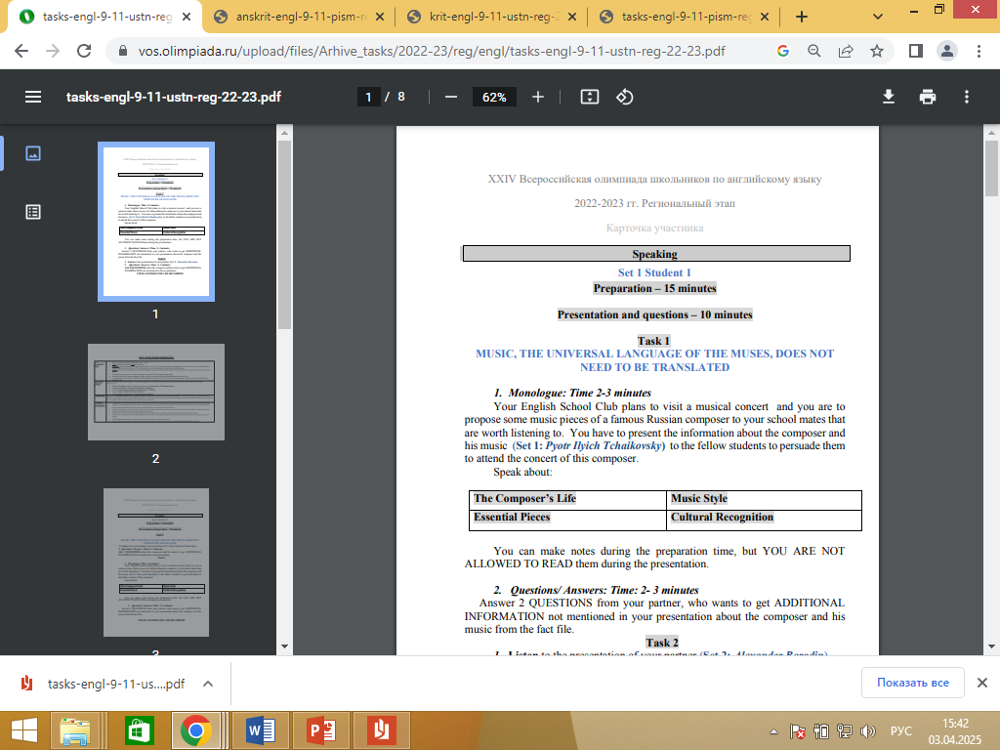 tasks-engl-9-11-ustn-reg
anskrit-engl-9-11-pism-r
krit-engl-9-11-ustn-reg-2
tasks-engl-9-11-pism-reg
vos.olimpiada.ru/upload/files/Arhive_tasks/2022-23/reg/engl/tasks-engl-9-11-ustn-reg-22-23.pdf
tasks-engl-9-11-ustn-reg-22-23.pdf
1 / 8
62%
1
2
3
XXIV Всероссийская олимпиада школьников по английскому языку
2022-2023 гг. Региональный этап
Карточка участника
Speaking
Set 1 Student 1
Preparation – 15 minutes
Presentation and questions – 10 minutes
Task 1
MUSIC, THE UNIVERSAL LANGUAGE OF THE MUSES, DOES NOT
NEED TO BE TRANSLATED
1. Monologue: Time 2-3 minutes
Your English School Club plans to visit a musical concert and you are to
propose some music pieces of a famous Russian composer to your school mates that
are worth listening to. You have to present the information about the composer and
his music (Set 1: Pyotr Ilyich Tchaikovsky) to the fellow students to persuade them
to attend the concert of this composer.
Speak about:
The Composer's Life
Music Style
Essential Pieces
Cultural Recognition
You can make notes during the preparation time, but YOU ARE NOT
ALLOWED TO READ them during the presentation.
2. Questions/ Answers: Time: 2- 3 minutes
Answer 2 QUESTIONS from your partner, who wants to get ADDITIONAL
INFORMATION not mentioned in your presentation about the composer and his
music from the fact file.
Task 2
1. Listen to the presentation of your partner (Set 2: Alexander Borodin)
tasks-engl-9-11-us....pdf
Показать все
РУС
15:42
03.04.2025